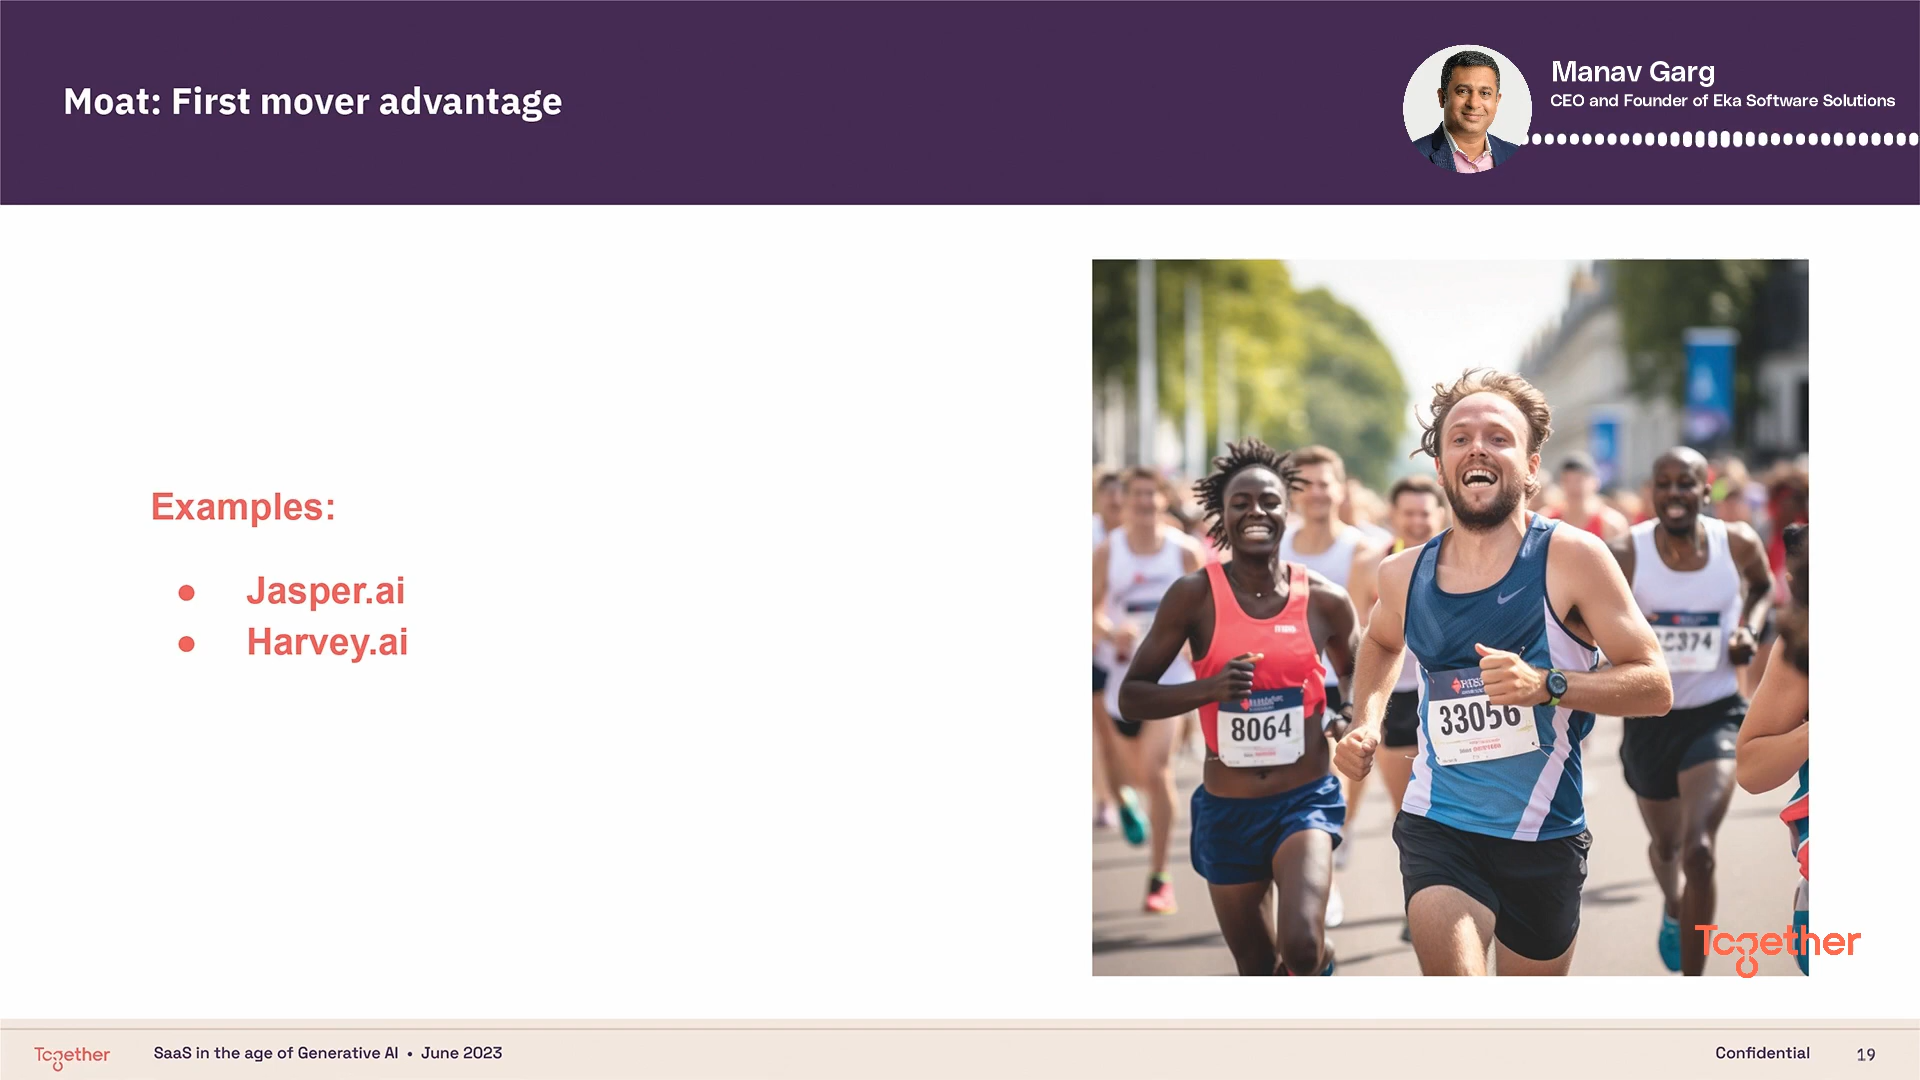 Moat: First mover advantage
Manav Garg
CEO and Founder of Eka Software Solutions
Examples:
● Jasper.ai
● Harvey.ai
8064
33056
Together
Together
SaaS in the age of Generative AI • June 2023
Confidential
19